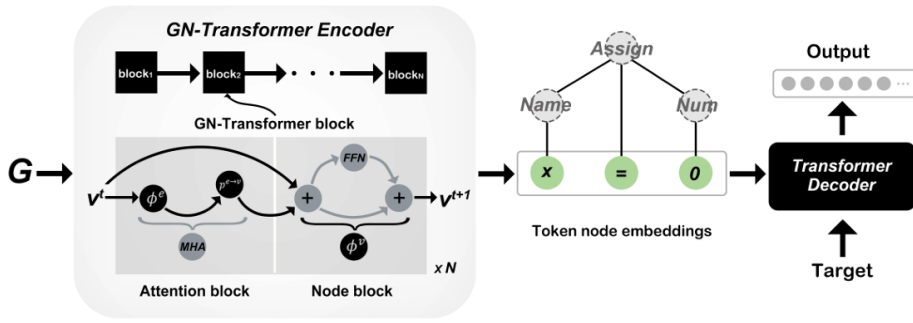 GN-Transformer Encoder
block₁
block₂
· · ·
block_N
GN-Transformer block
G
V^t
ϕ^e
ρ^{e→v}
MHA
FFN
+
+
ϕ^v
V^{t+1}
x N
Attention block
Node block
Assign
Name
Num
x
=
0
Token node embeddings
Output
...
Transformer
Decoder
Target